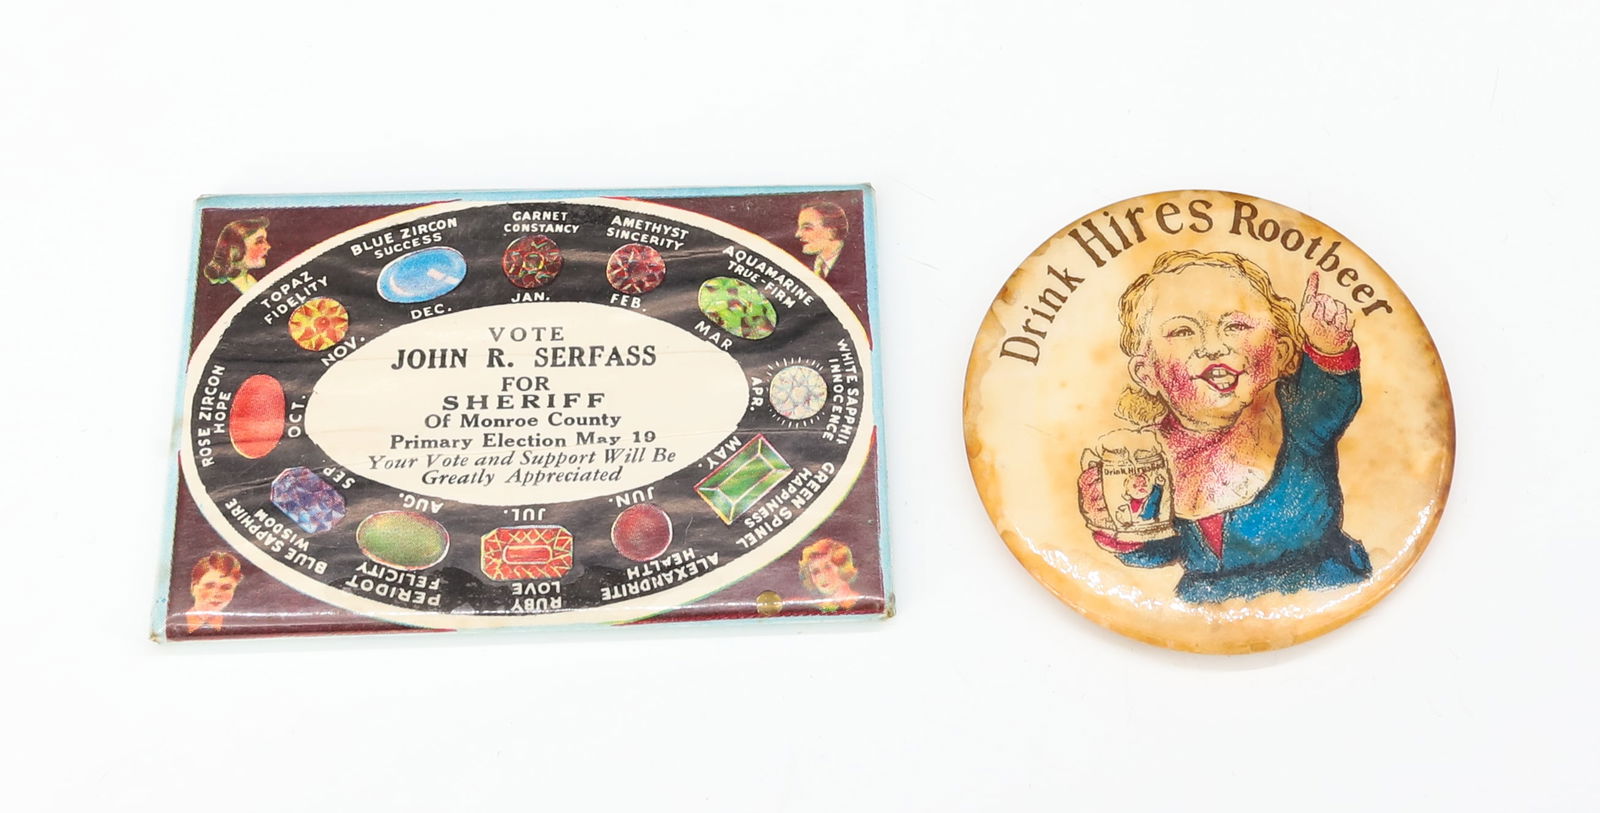 VOTE
JOHN R. SERFASS
FOR
SHERIFF
Of Monroe County
Primary Election May 19
Your Vote and Support Will Be
Greatly Appreciated
GARNET
CONSTANCY
JAN.
AMETHYST
SINCERITY
FEB.
AQUAMARINE
TRUE-FIRM
MAR
WHITE SAPPHI
INNOCENCE
APR.
GREEN SPINEL
HAPPINESS
MAY.
ALEXANDRITE
HEALTH
JUN.
RUBY
LOVE
JUL.
PERIDOT
FELICITY
AUG.
BLUE SAPPHIRE
WISDOM
SEP
ROSE ZIRCON
HOPE
OCT.
TOPAZ
FIDELITY
NOV.
BLUE ZIRCON
SUCCESS
DEC.
Drink Hires Rootbeer
Drink Hires